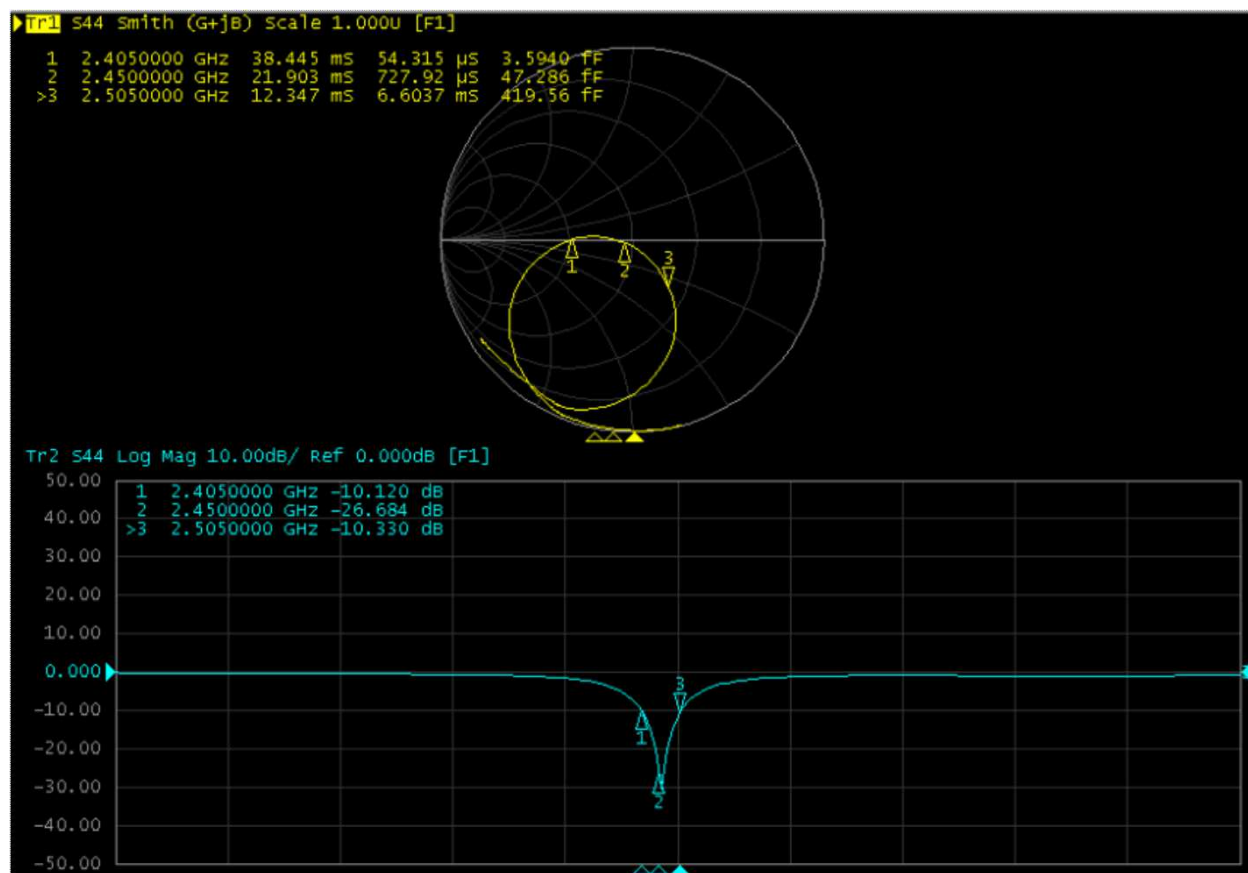 Tr1 S44 Smith (G+jB) Scale 1.000U [F1]
1 2.4050000 GHz 38.445 mS 54.315 µS 3.5940 fF
2 2.4500000 GHz 21.903 mS 727.92 µS 47.286 fF
>3 2.5050000 GHz 12.347 mS 6.6037 mS 419.56 fF
3
1
2
Tr2 S44 Log Mag 10.00dB/ Ref 0.000dB [F1]
50.00
1 2.4050000 GHz -10.120 dB
2 2.4500000 GHz -26.684 dB
>3 2.5050000 GHz -10.330 dB
40.00
30.00
20.00
10.00
0.000
3
-10.00
1
-20.00
-30.00
2
-40.00
-50.00